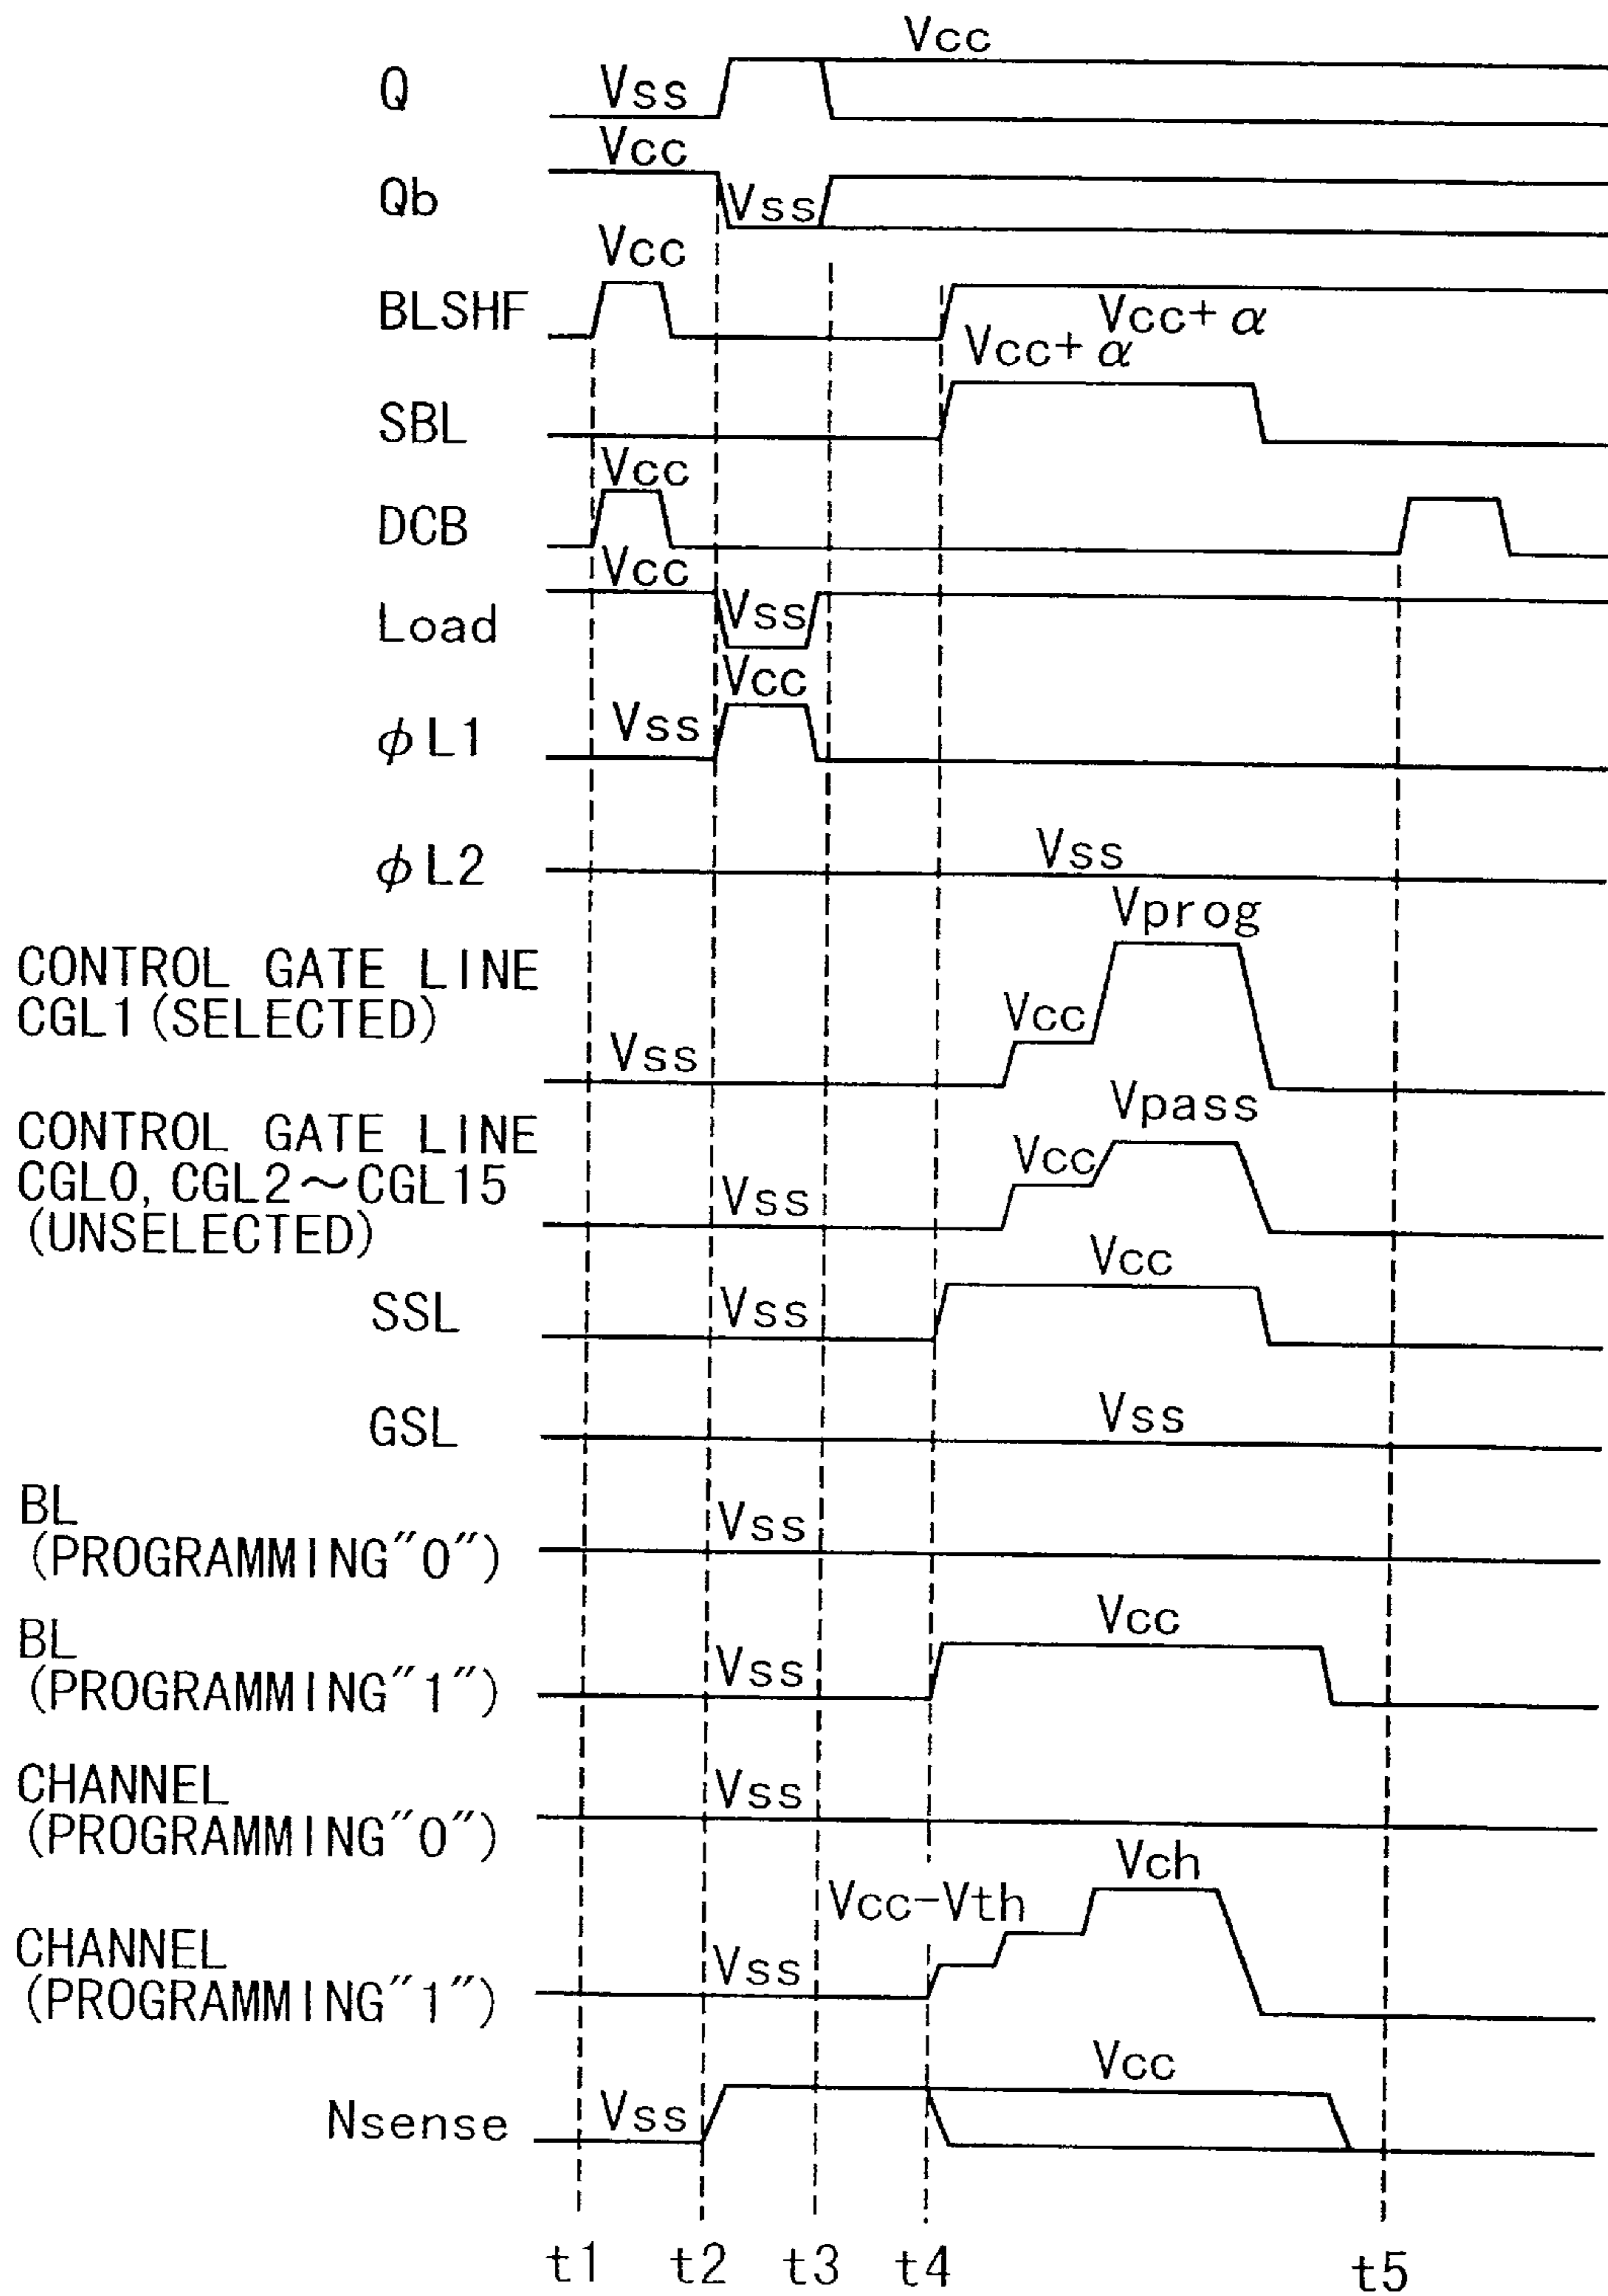 Vcc
Q Vss
Vcc
Qb Vss
Vcc
BLSHF Vcc+α
Vcc+α
SBL
Vcc
DCB
Vcc
Load Vss
Vcc
φL1 Vss
φL2 Vss
Vprog
CONTROL GATE LINE
CGL1(SELECTED) Vcc
Vss
Vpass
CONTROL GATE LINE
CGL0,CGL2~CGL15 Vcc
(UNSELECTED) Vss
Vcc
SSL Vss
GSL Vss
BL
(PROGRAMMING"0") Vss
BL Vcc
(PROGRAMMING"1") Vss
CHANNEL
(PROGRAMMING"0") Vss
Vch
Vcc-Vth
CHANNEL
(PROGRAMMING"1") Vss
Vcc
Nsense Vss
t1 t2 t3 t4 t5